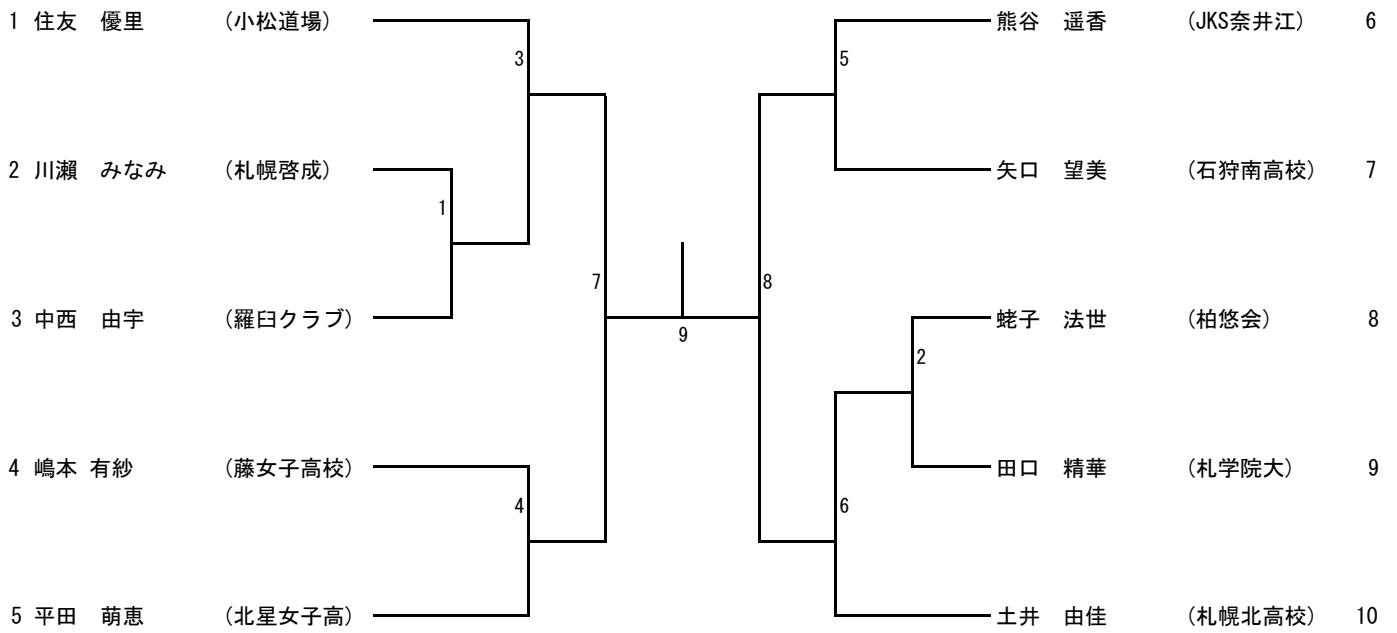 1 住友　優里 （小松道場）
3
2 川瀬　みなみ （札幌啓成）
1
3 中西　由宇 （羅臼クラブ）
7
4 嶋本 有紗 （藤女子高校）
4
5 平田　萌恵 （北星女子高）
9
熊谷　遥香 （JKS奈井江） 6
5
矢口　望美 （石狩南高校） 7
8
蛯子　法世 （柏悠会） 8
2
田口　精華 （札学院大） 9
6
土井　由佳 （札幌北高校） 10